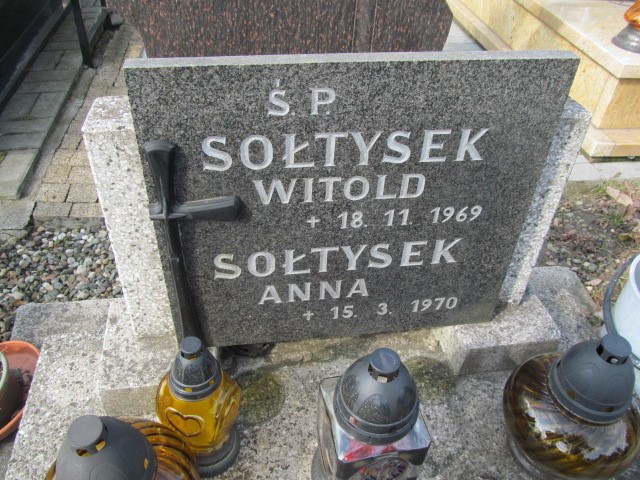 Ś.P.
SOŁTYSEK
WITOLD
+ 18. 11. 1969
SOŁTYSEK
ANNA
+ 15. 3. 1970